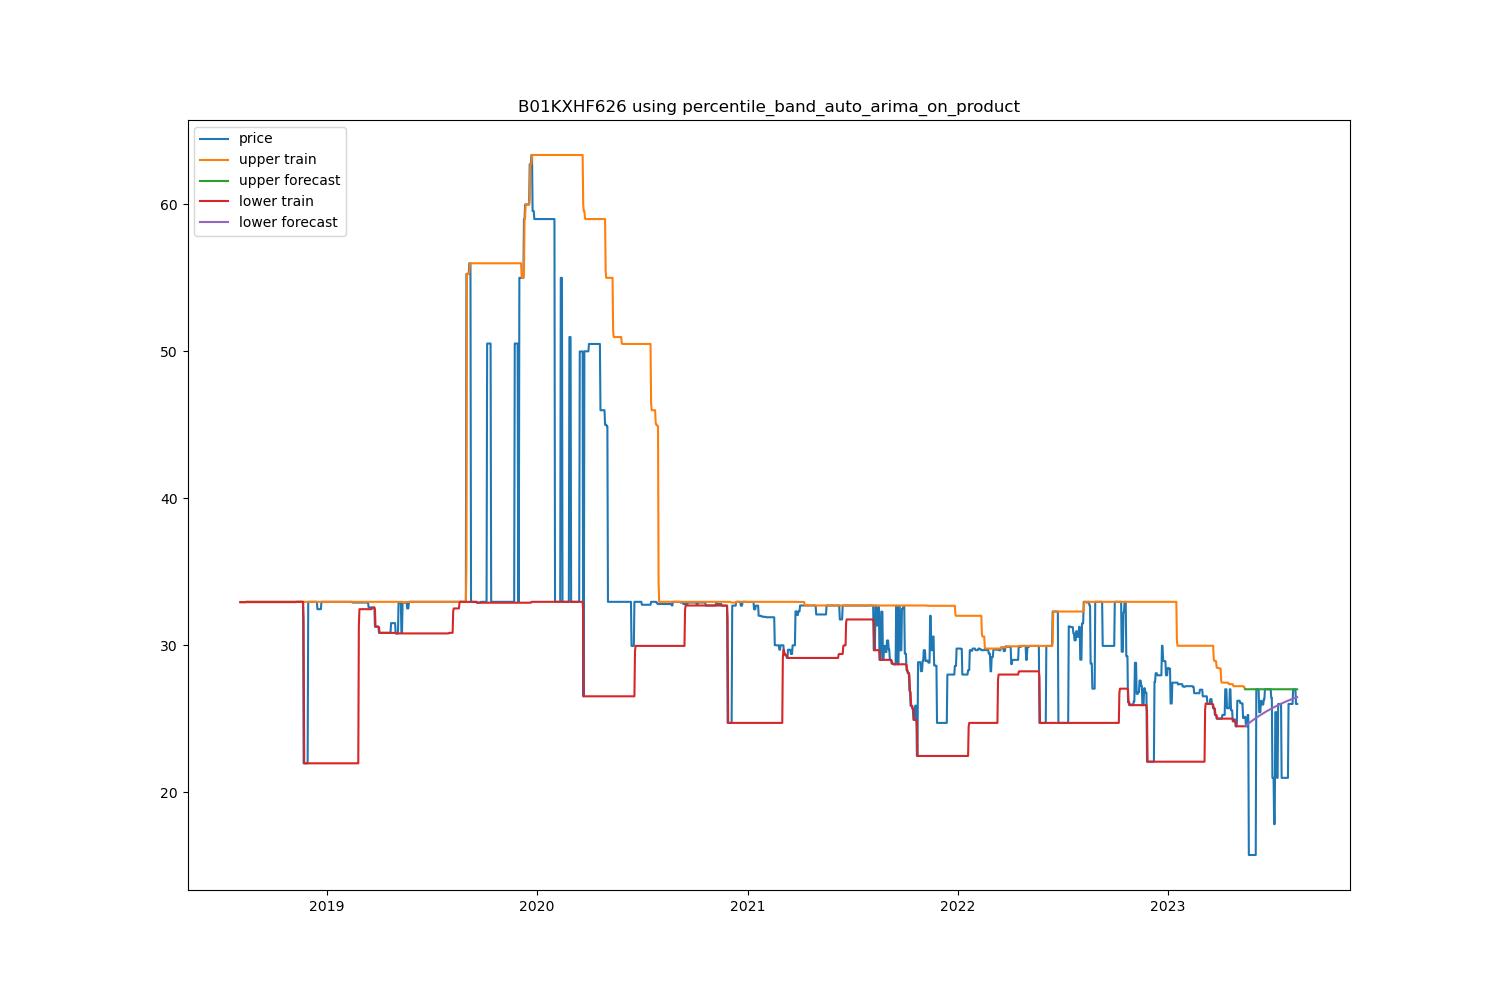 B01KXHF626 using percentile_band_auto_arima_on_product
price
upper train
upper forecast
lower train
lower forecast
60
50
40
30
20
2019
2020
2021
2022
2023